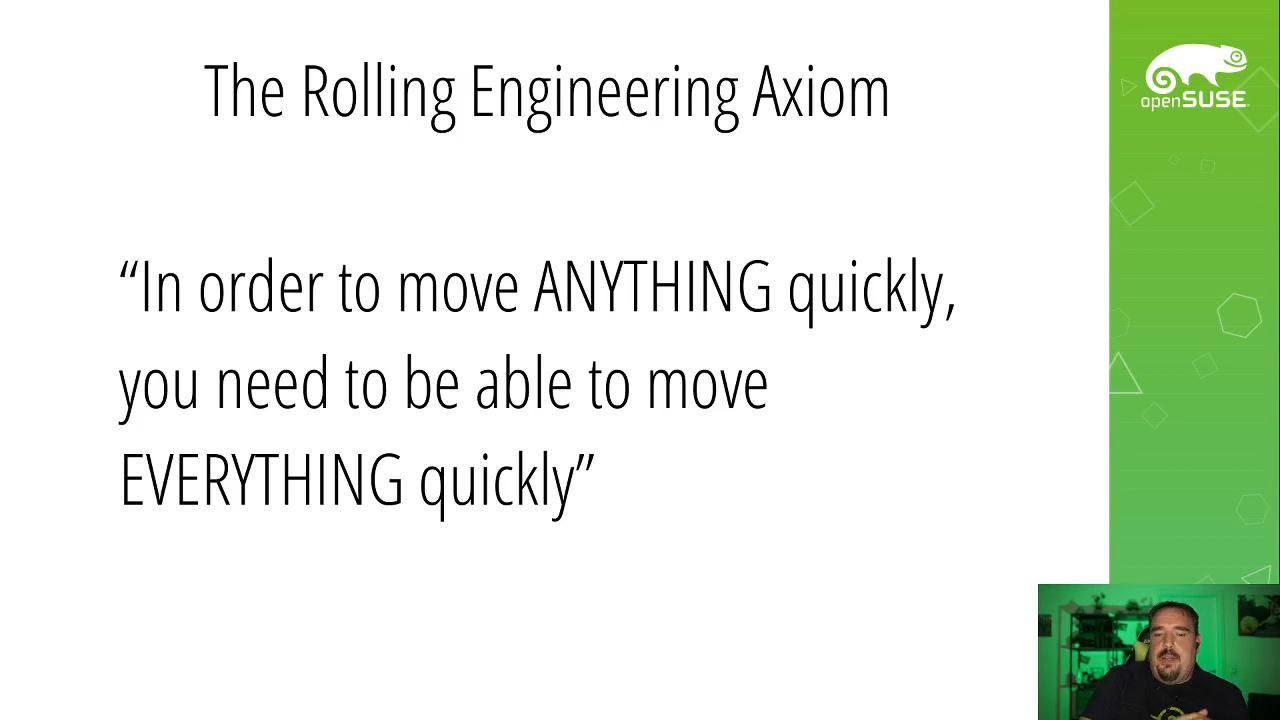 The Rolling Engineering Axiom
openSUSE
“In order to move ANYTHING quickly,
you need to be able to move
EVERYTHING quickly”